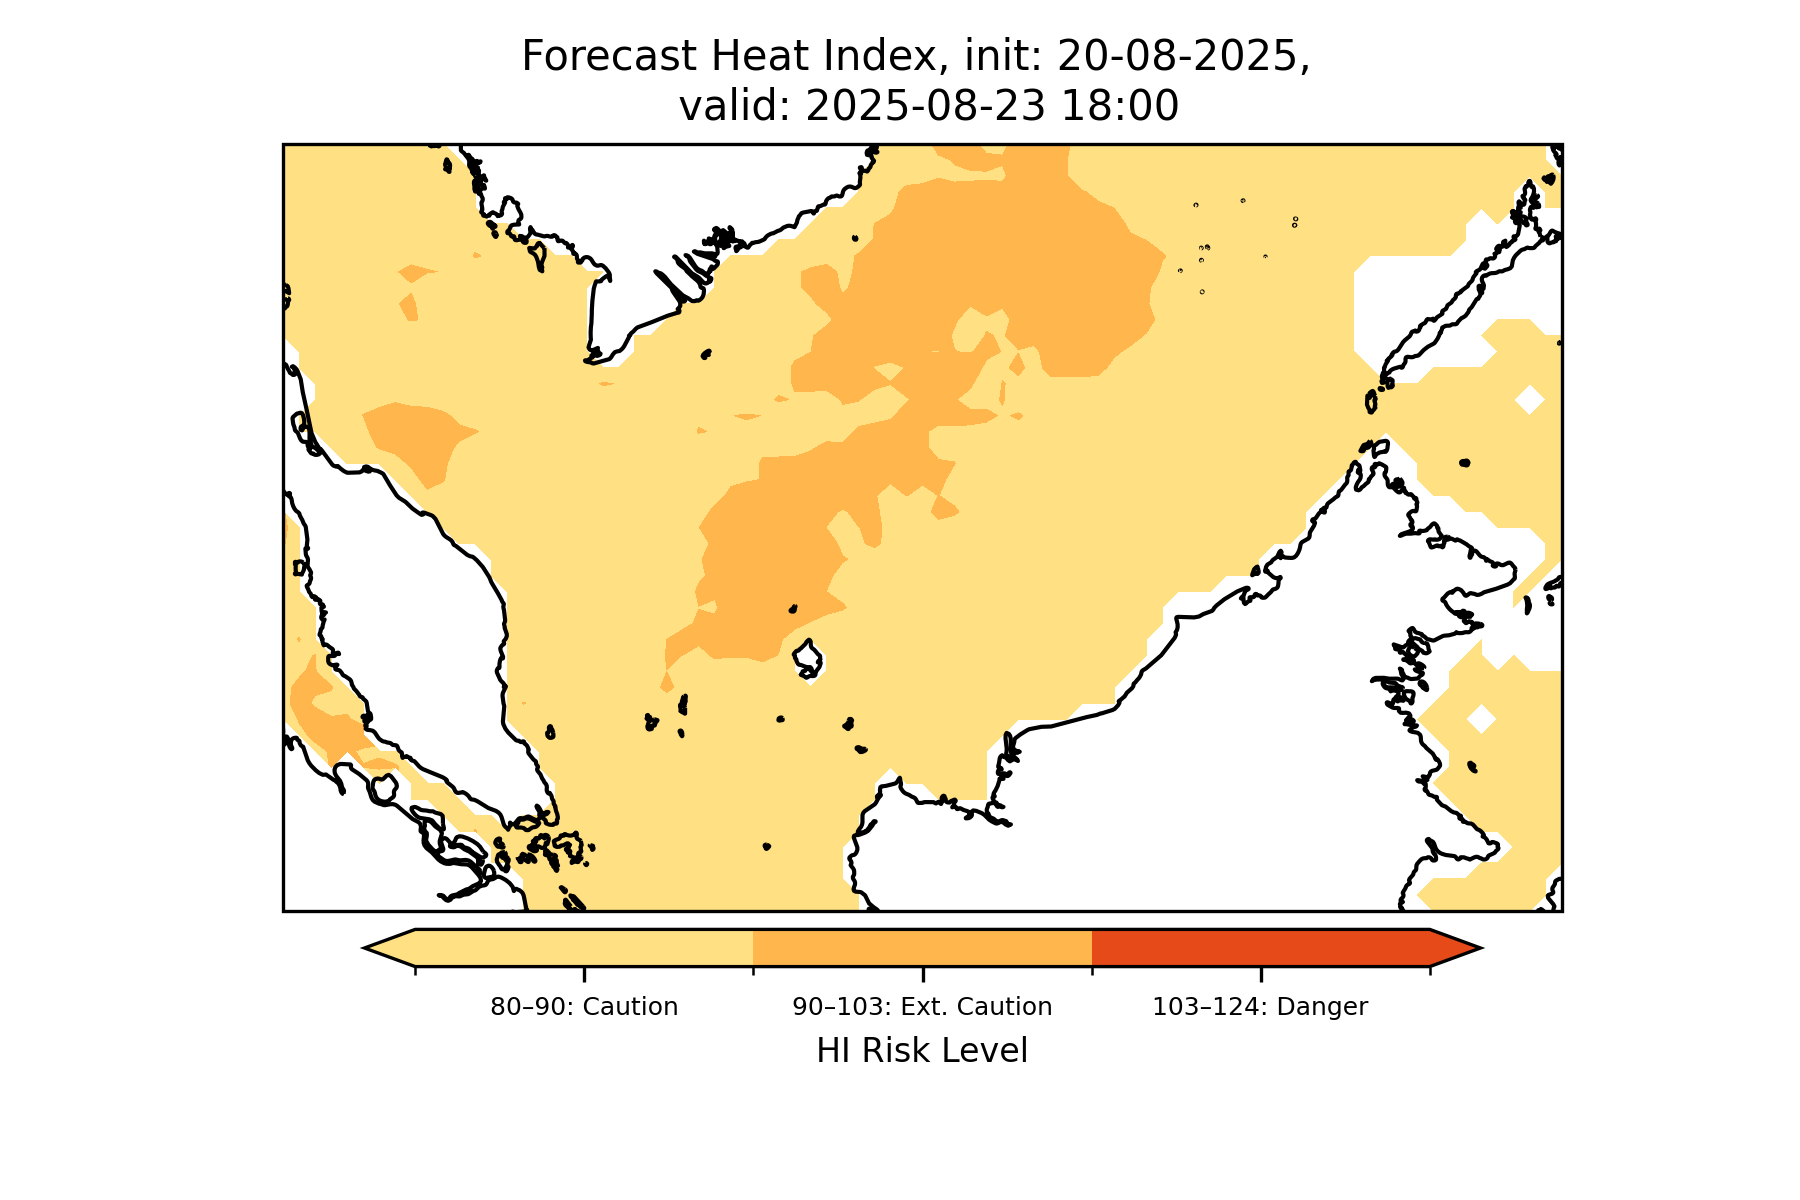 Forecast Heat Index, init: 20-08-2025,
valid: 2025-08-23 18:00
80–90: Caution
90–103: Ext. Caution
103–124: Danger
HI Risk Level